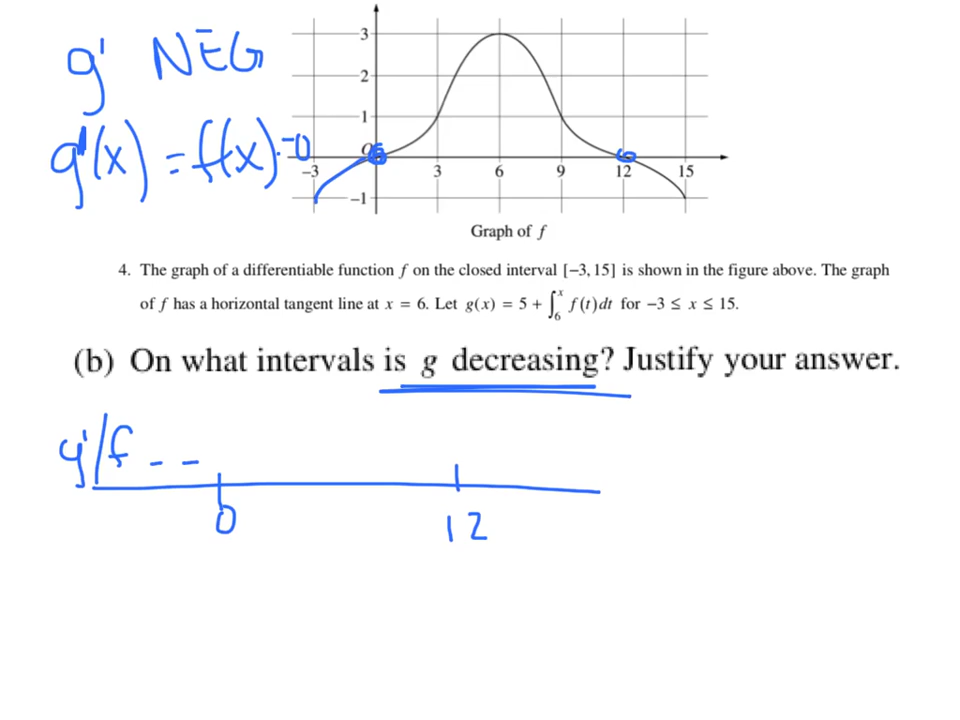 g' NEG
g'(x) = f(x) = 0
3
2
1
0
-3 3 6 9 12 15
-1
Graph of f
4. The graph of a differentiable function f on the closed interval [−3, 15] is shown in the figure above. The graph
of f has a horizontal tangent line at x = 6. Let g(x) = 5 + ∫₆ˣ f(t) dt for −3 ≤ x ≤ 15.
(b) On what intervals is g decreasing? Justify your answer.
g'/f - -
0 12